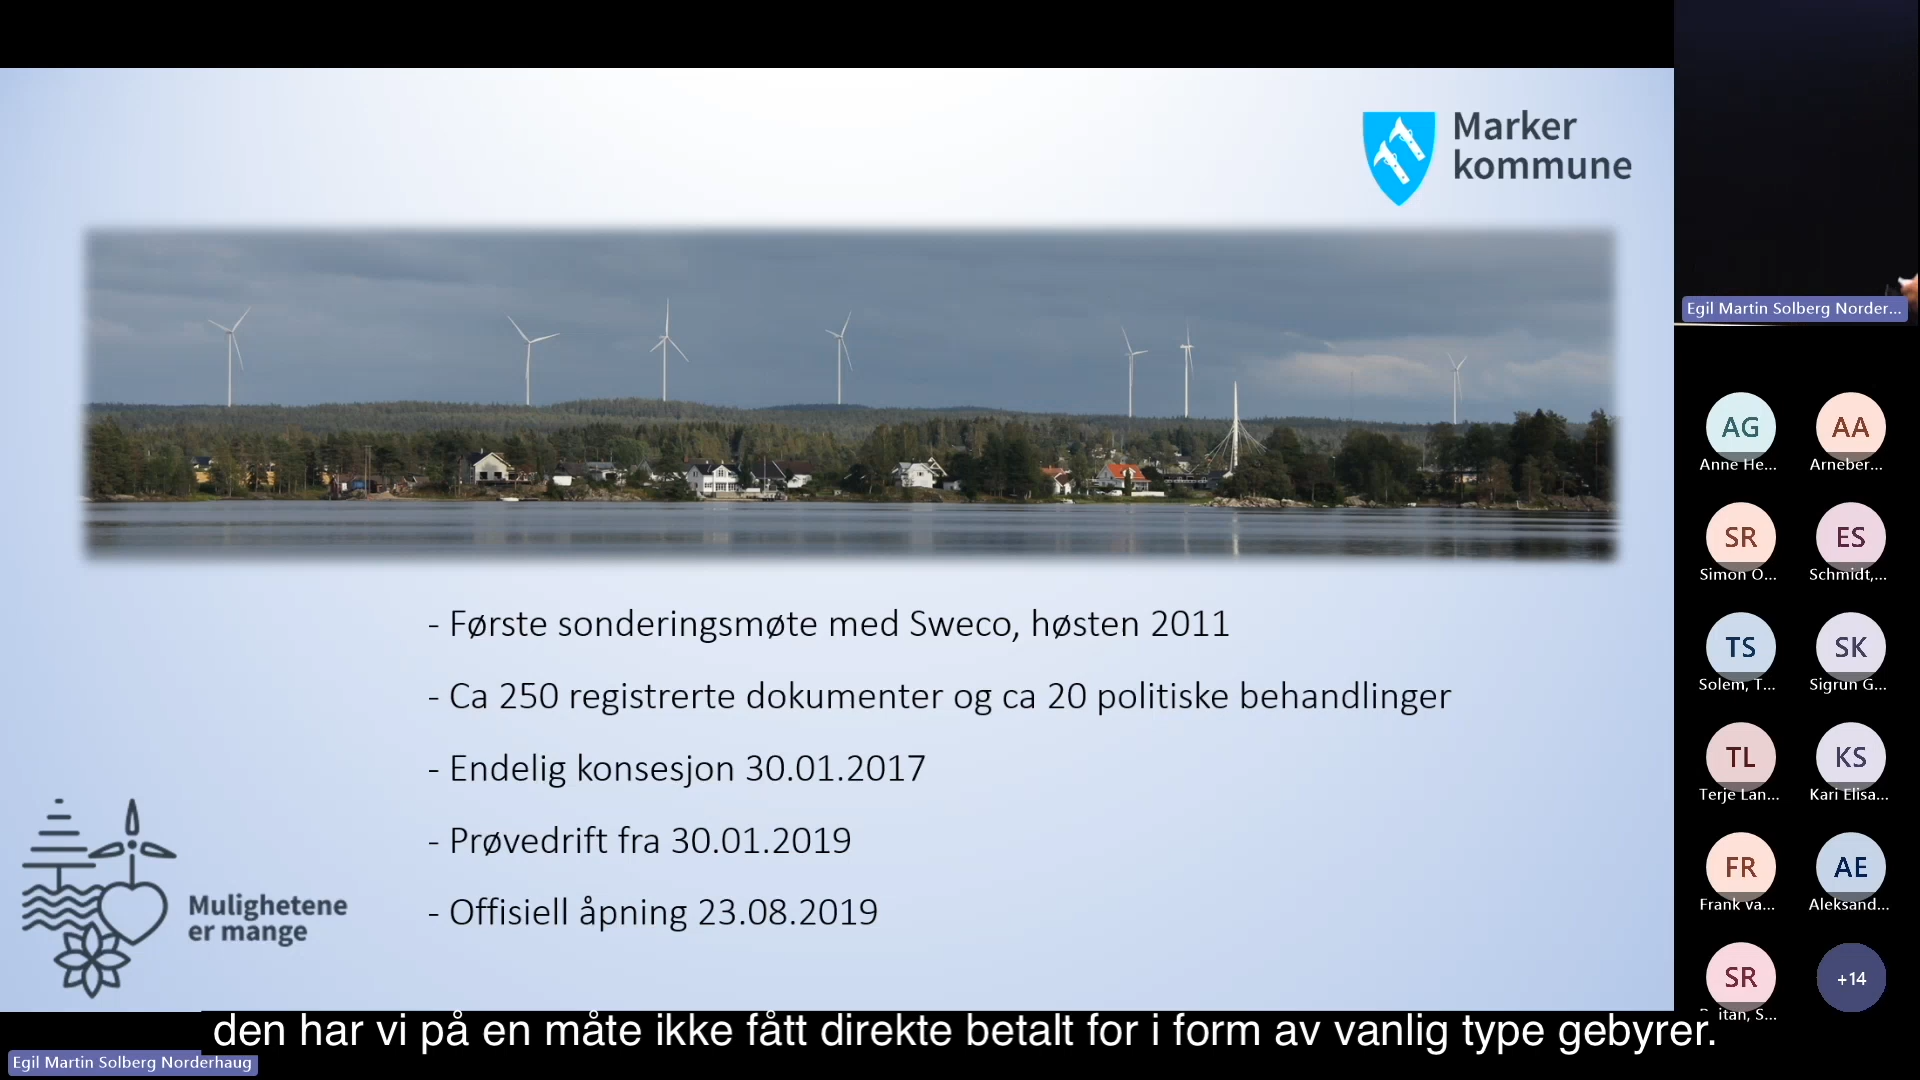 Marker
kommune
- Første sonderingsmøte med Sweco, høsten 2011
- Ca 250 registrerte dokumenter og ca 20 politiske behandlinger
- Endelig konsesjon 30.01.2017
- Prøvedrift fra 30.01.2019
- Offisiell åpning 23.08.2019
Mulighetene
er mange
den har vi på en måte ikke fått direkte betalt for i form av vanlig type gebyrer.
Egil Martin Solberg Norderhaug
Egil Martin Solberg Norder...
AG
Anne He...
AA
Arneber...
SR
Simon O...
ES
Schmidt,...
TS
Solem, T...
SK
Sigrun G...
TL
Terje Lan...
KS
Kari Elisa...
FR
Frank va...
AE
Aleksand...
SR
+14